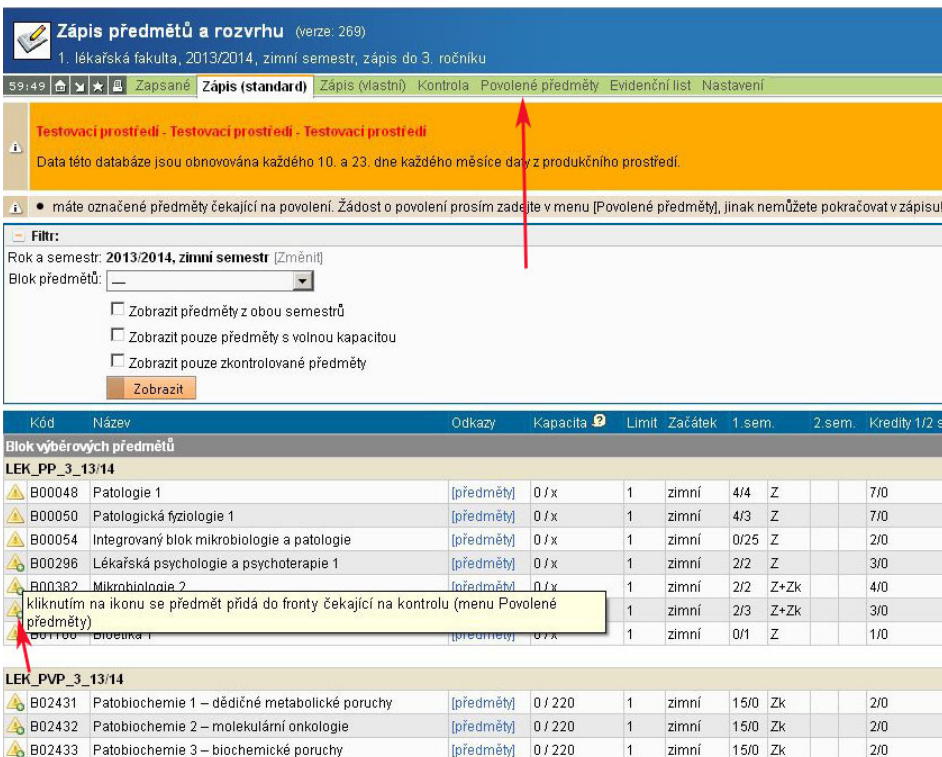 Zápis předmětů a rozvrhu (verze: 269)
1. lékařská fakulta, 2013/2014, zimní semestr, zápis do 3. ročníku
59:49 Zapsané Zápis (standard) Zápis (vlastní) Kontrola Povolené předměty Evidenční list Nastavení
Testovací prostředí - Testovací prostředí - Testovací prostředí
Data této databáze jsou obnovována každého 10. a 23. dne každého měsíce daty z produkčního prostředí.
• máte označené předměty čekající na povolení. Žádost o povolení prosím zadejte v menu [Povolené předměty], jinak nemůžete pokračovat v zápisu!
Filtr:
Rok a semestr: 2013/2014, zimní semestr [Změnit]
Blok předmětů: —
Zobrazit předměty z obou semestrů
Zobrazit pouze předměty s volnou kapacitou
Zobrazit pouze zkontrolované předměty
Zobrazit
Kód Název Odkazy Kapacita ? Limit Začátek 1.sem. 2.sem. Kredity 1/2 s
Blok výběrových předmětů
LEK_PP_3_13/14
B00048 Patologie 1 [předměty] 0 / x 1 zimní 4/4 Z 7/0
B00050 Patologická fyziologie 1 [předměty] 0 / x 1 zimní 4/3 Z 7/0
B00054 Integrovaný blok mikrobiologie a patologie [předměty] 0 / x 1 zimní 0/25 Z 2/0
B00296 Lékařská psychologie a psychoterapie 1 [předměty] 0 / x 1 zimní 2/2 Z 3/0
B00382 Mikrobiologie 2 [předměty] 0 / x 1 zimní 2/2 Z+Zk 4/0
kliknutím na ikonu se předmět přidá do fronty čekající na kontrolu (menu Povolené
předměty)
1 zimní 2/3 Z+Zk 3/0
Bioetika 1 [předměty] 0 / x 1 zimní 0/1 Z 1/0
LEK_PVP_3_13/14
B02431 Patobiochemie 1 – dědičné metabolické poruchy [předměty] 0 / 220 1 zimní 15/0 Zk 2/0
B02432 Patobiochemie 2 – molekulární onkologie [předměty] 0 / 220 1 zimní 15/0 Zk 2/0
B02433 Patobiochemie 3 – biochemické poruchy [předměty] 0 / 220 1 zimní 15/0 Zk 2/0